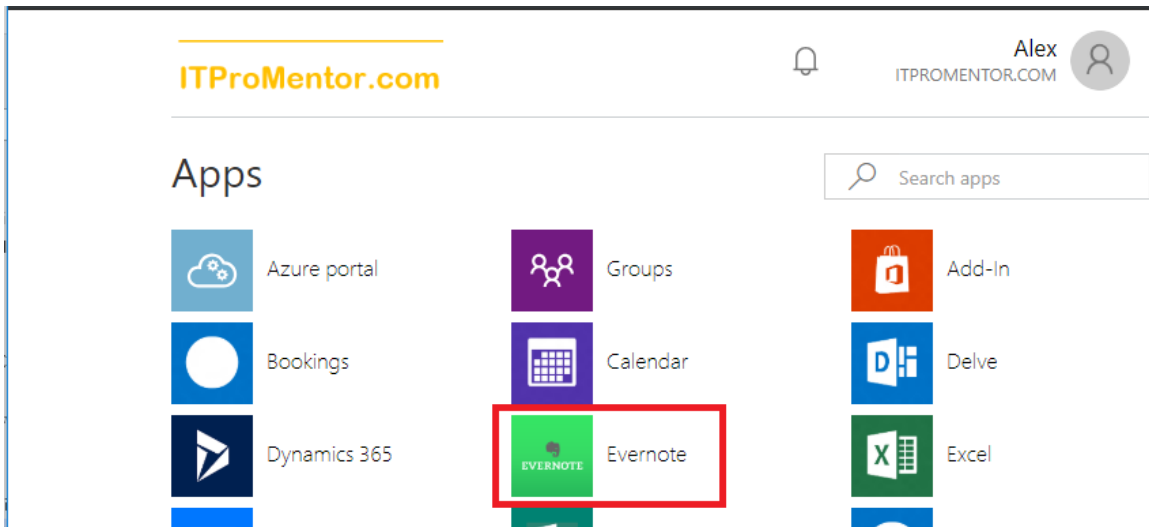 ITProMentor.com
Alex
ITPROMENTOR.COM
Apps
Search apps
Azure portal
Groups
Add-In
Bookings
Calendar
Delve
Dynamics 365
EVERNOTE
Evernote
Excel